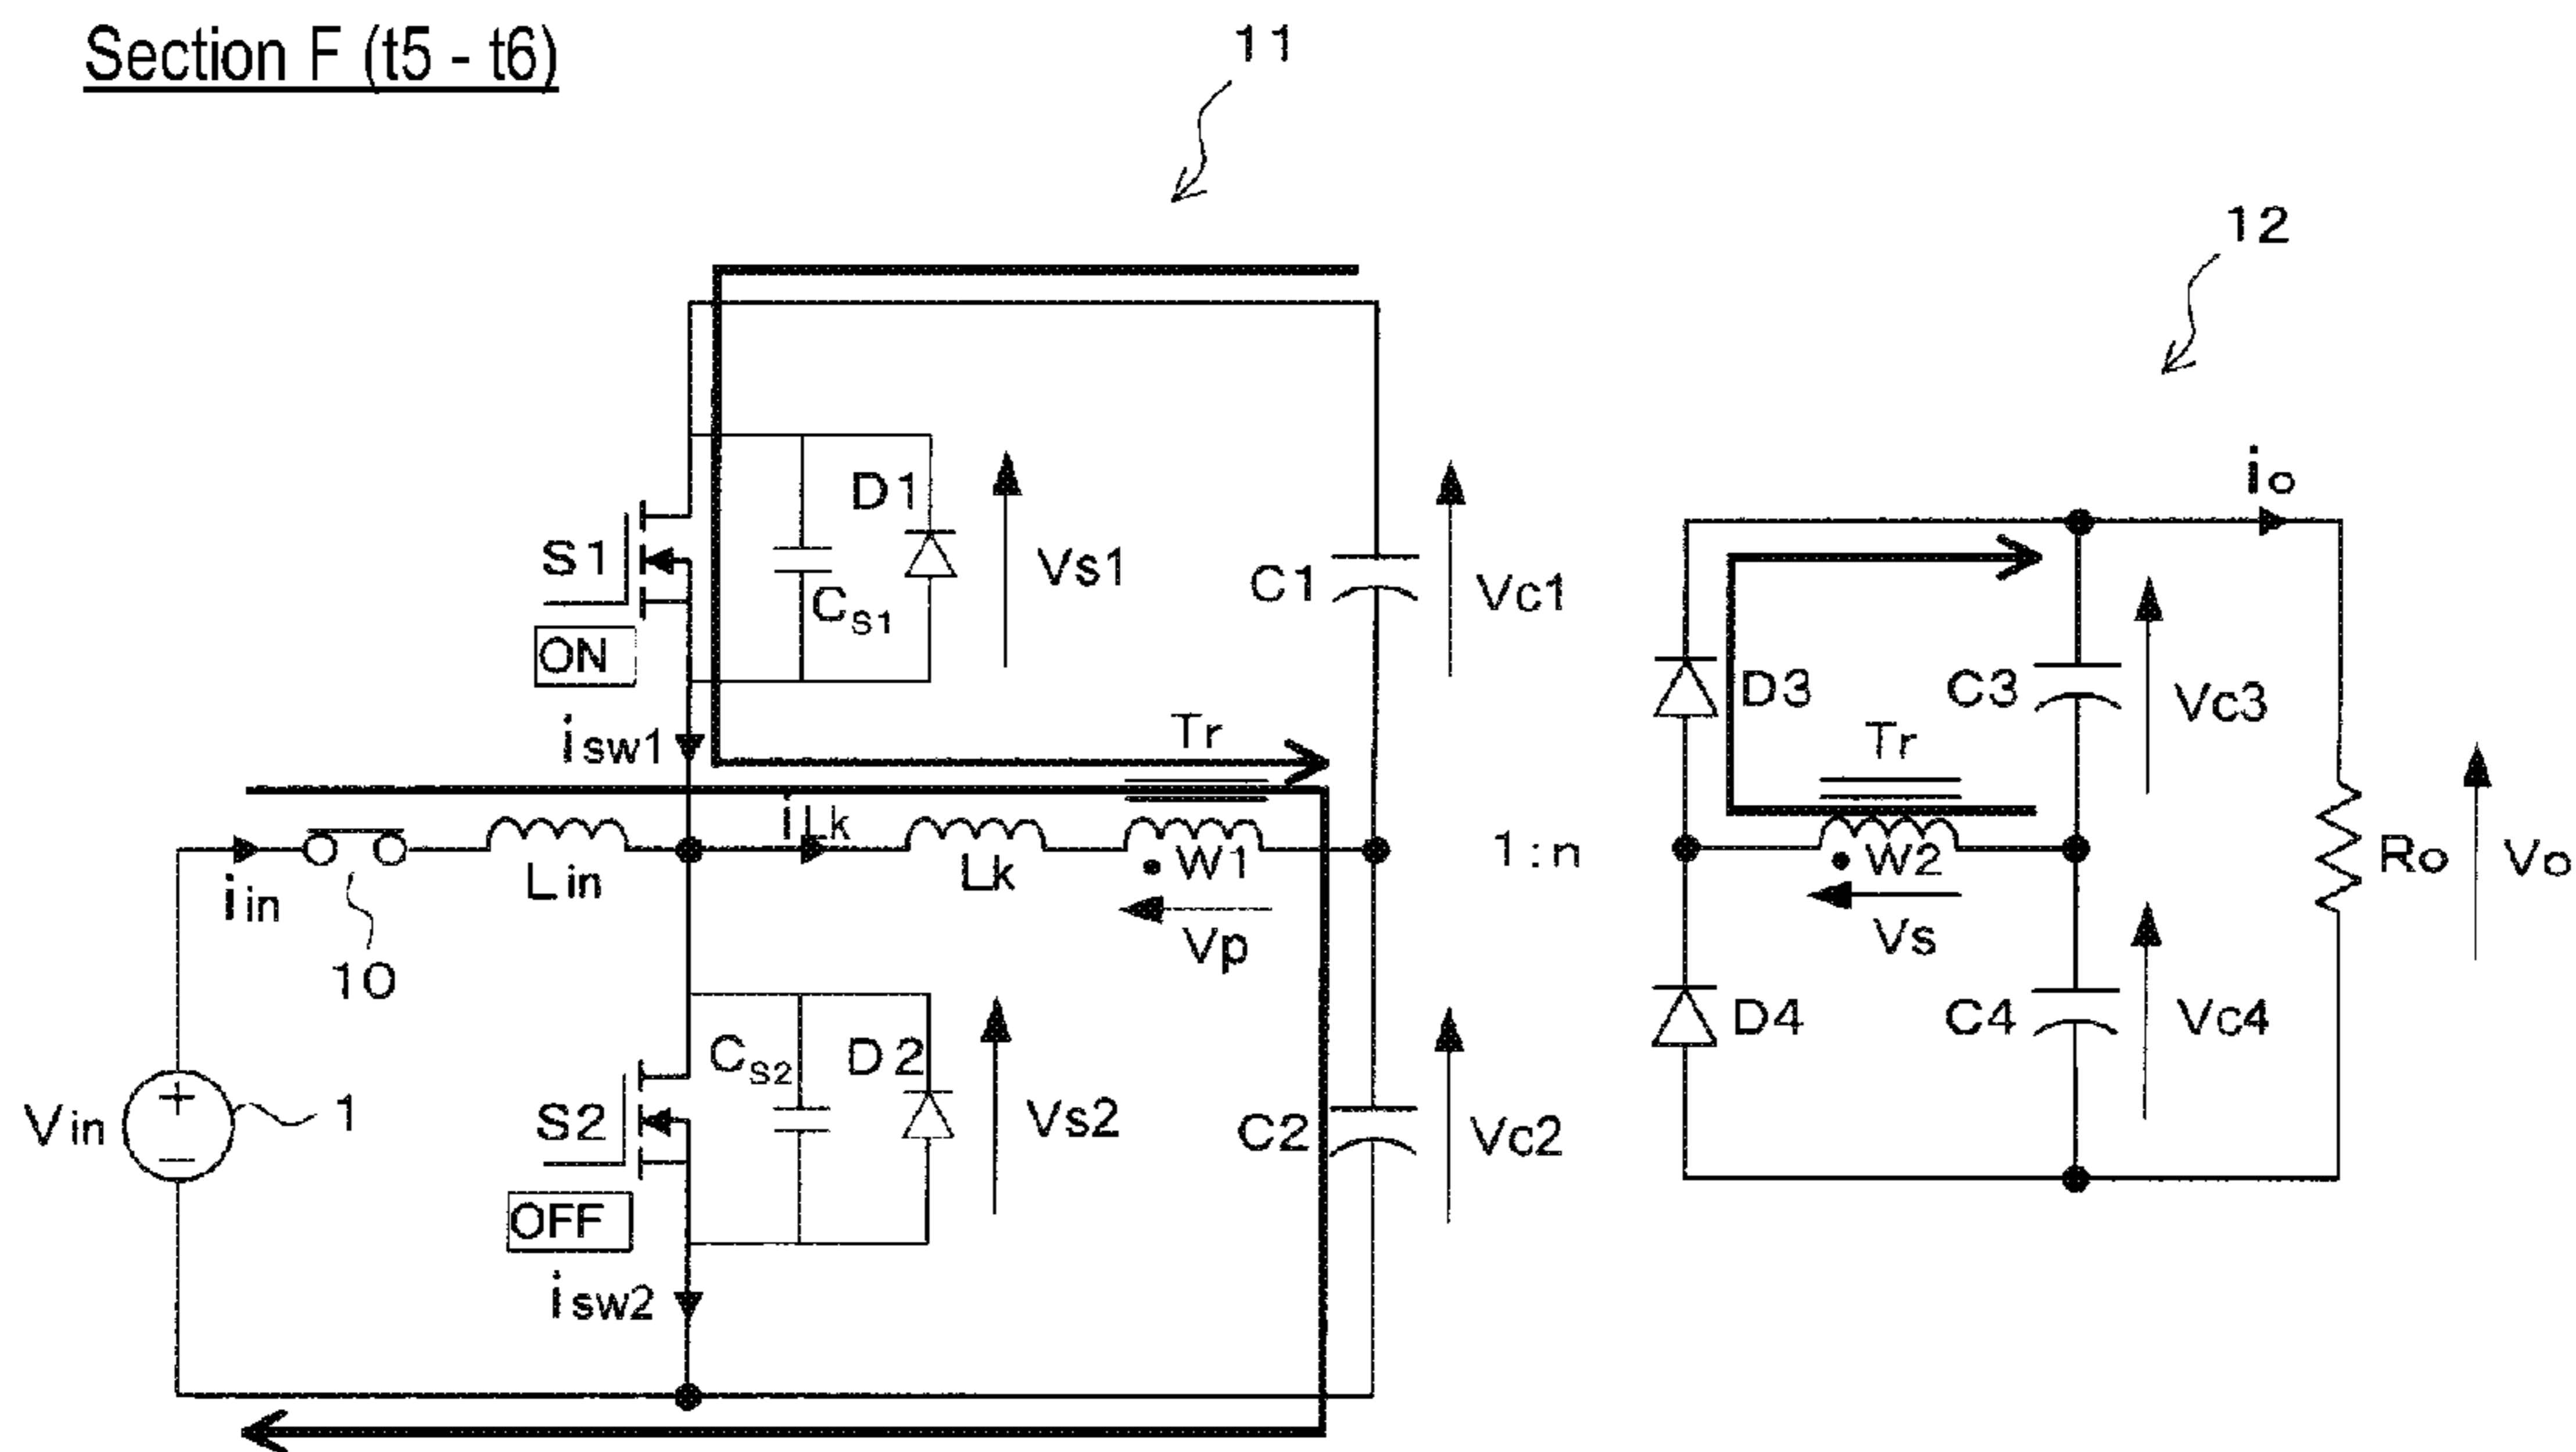 Section F (t5 - t6)
11
12
io
D1
S1
Vs1
C1
Vc1
CS1
ON
D3
C3
Vc3
isw1
Tr
Tr
iLk
iin
Lin
Lk
W1
1:n
W2
Ro
Vo
10
Vp
Vs
D4
C4
Vc4
CS2
D2
Vin
+
−
1
S2
Vs2
C2
Vc2
OFF
isw2